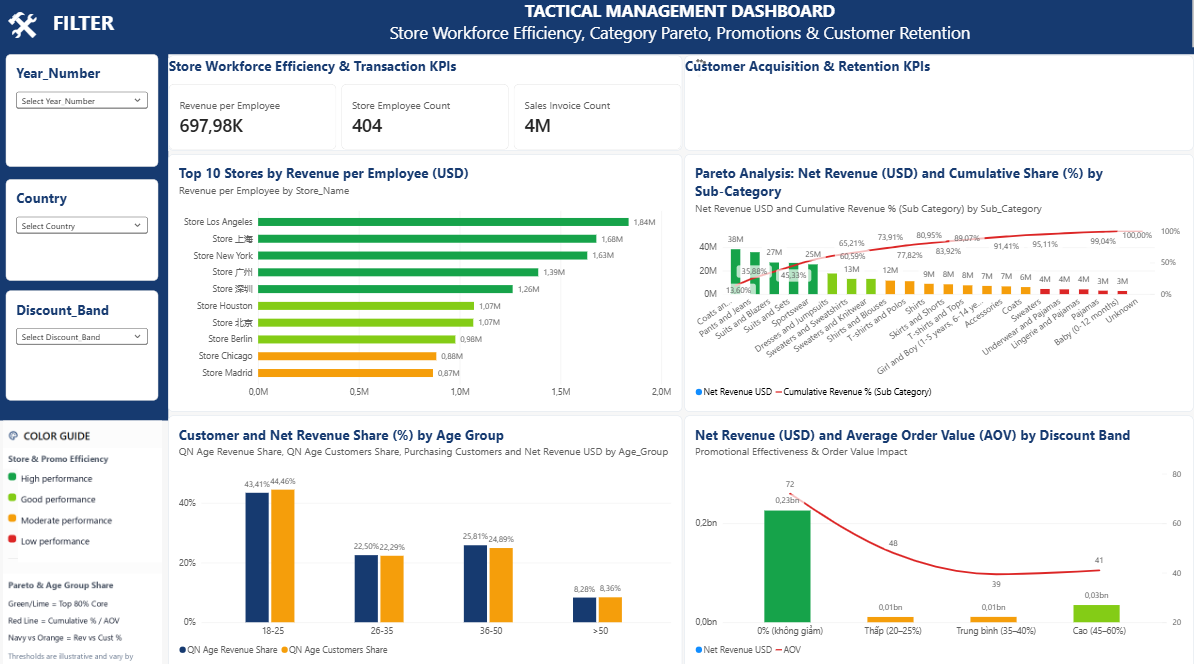 FILTER
TACTICAL MANAGEMENT DASHBOARD
Store Workforce Efficiency, Category Pareto, Promotions & Customer Retention
Year_Number
Select Year_Number
Country
Select Country
Discount_Band
Select Discount_Band
COLOR GUIDE
Store & Promo Efficiency
High performance
Good performance
Moderate performance
Low performance
Pareto & Age Group Share
Green/Lime = Top 80% Core
Red Line = Cumulative % / AOV
Navy vs Orange = Rev vs Cust %
Thresholds are illustrative and vary by
Store Workforce Efficiency & Transaction KPIs
Revenue per Employee
697,98K
Store Employee Count
404
Sales Invoice Count
4M
Customer Acquisition & Retention KPIs
Top 10 Stores by Revenue per Employee (USD)
Revenue per Employee by Store_Name
Store Los Angeles 1,84M
Store 上海 1,68M
Store New York 1,63M
Store 广州 1,39M
Store 深圳 1,26M
Store Houston 1,07M
Store 北京 1,07M
Store Berlin 0,98M
Store Chicago 0,88M
Store Madrid 0,87M
0,0M 0,5M 1,0M 1,5M 2,0M
Pareto Analysis: Net Revenue (USD) and Cumulative Share (%) by
Sub-Category
Net Revenue USD and Cumulative Revenue % (Sub Category) by Sub_Category
40M
20M
0M
100%
50%
0%
38M 27M 25M 13M 12M 9M 8M 8M 7M 7M 6M 4M 4M 4M 3M 3M
13,60% 35,88% 45,33% 60,59% 65,21% 73,91% 77,82% 80,95% 83,92% 89,07% 91,41% 95,11% 99,04% 100,00%
Coats an...
Pants and Jeans
Suits and Blazers
Suits and Sets
Sportswear
Dresses and Jumpsuits
Sweaters and Sweatshirts
Sweaters and Knitwear
Shirts and Blouses
T-shirts and Polos
Shirts
Skirts and Shorts
T-shirts and Tops
Girl and Boy (1-5 years, 6-14 ye...
Accessories
Coats
Sweaters
Underwear and Pajamas
Lingerie and Pajamas
Pajamas
Baby (0-12 months)
Unknown
Net Revenue USD Cumulative Revenue % (Sub Category)
Customer and Net Revenue Share (%) by Age Group
QN Age Revenue Share, QN Age Customers Share, Purchasing Customers and Net Revenue USD by Age_Group
40%
20%
0%
43,41% 44,46%
22,50% 22,29%
25,81% 24,89%
8,28% 8,36%
18-25 26-35 36-50 >50
QN Age Revenue Share QN Age Customers Share
Net Revenue (USD) and Average Order Value (AOV) by Discount Band
Promotional Effectiveness & Order Value Impact
0,2bn
0,0bn
80
60
40
20
72 48 39 41
0,23bn 0,01bn 0,01bn 0,03bn
0% (không giảm) Thấp (20–25%) Trung bình (35–40%) Cao (45–60%)
Net Revenue USD AOV